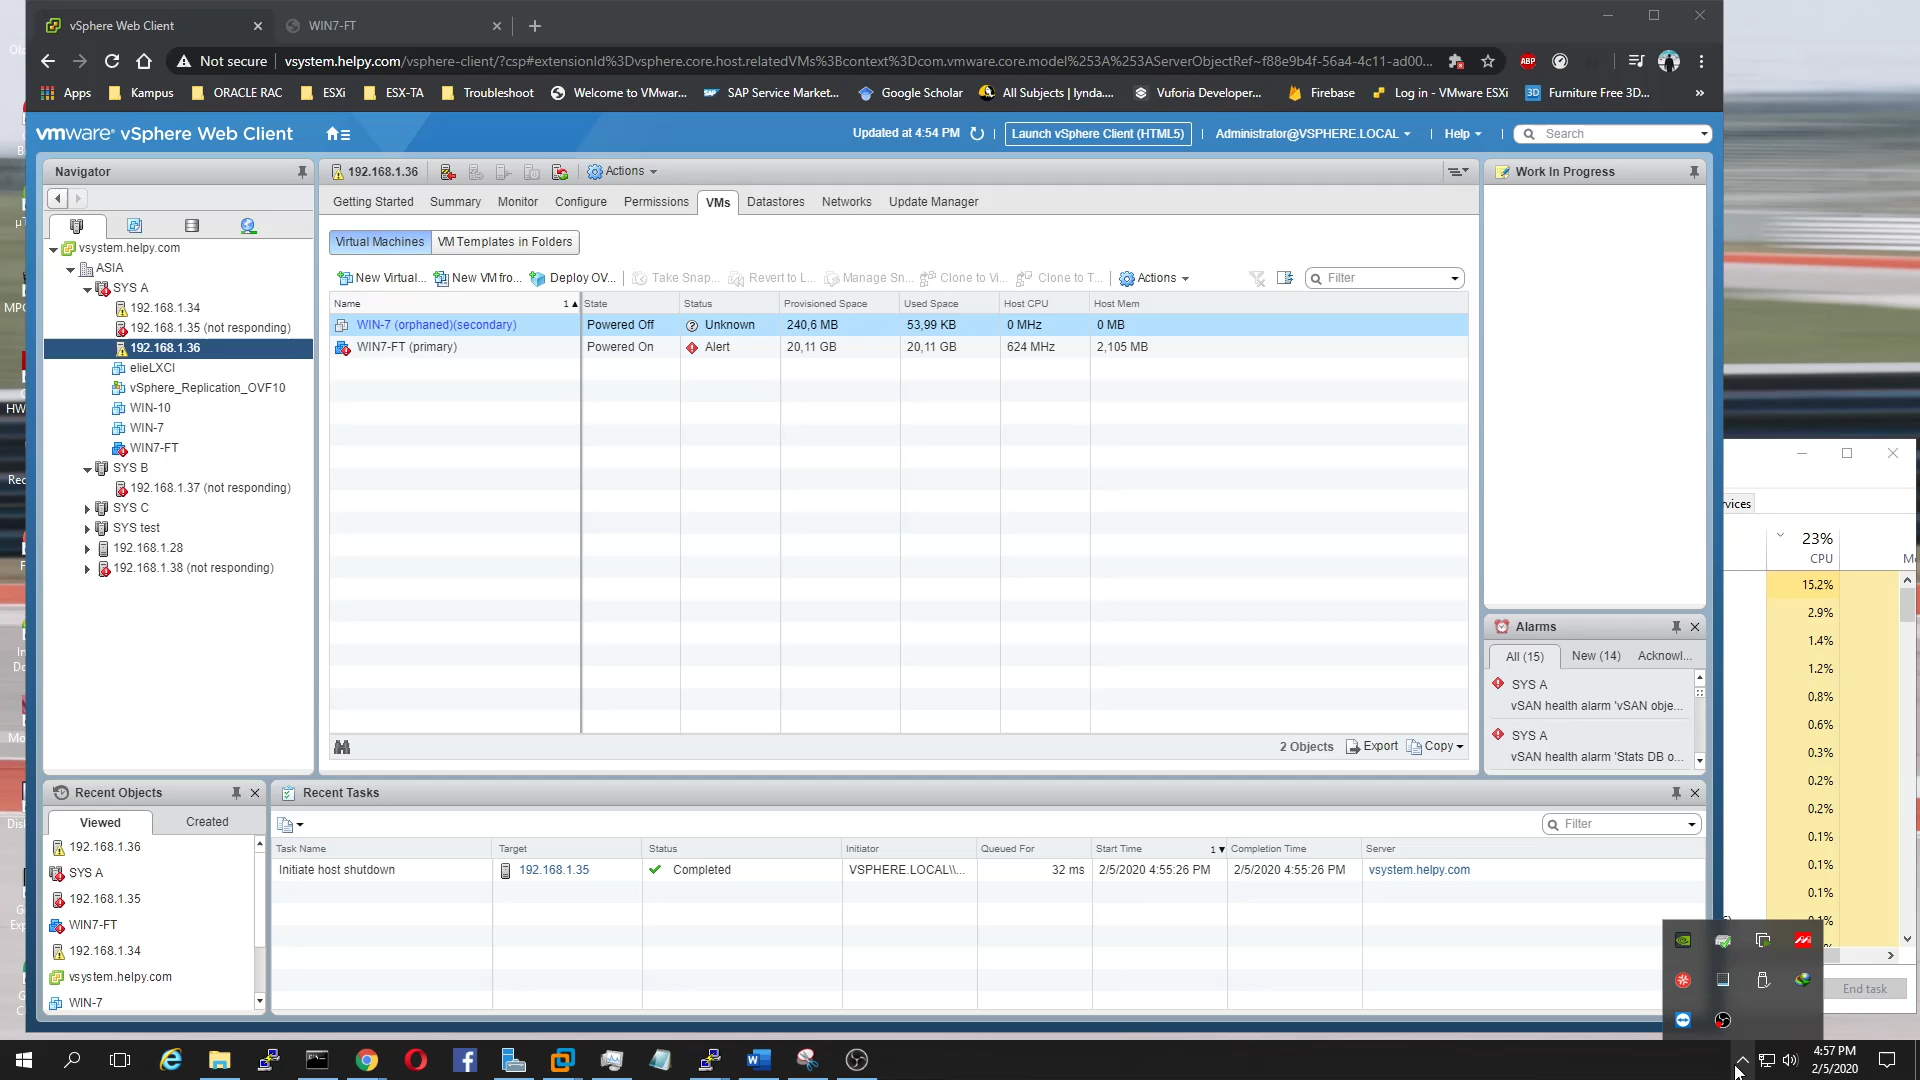 vSphere Web Client
WIN7-FT
Not secure
vsystem.helpy.com/vsphere-client/?csp#extensionId%3Dvsphere.core.host.relatedVMs%3Bcontext%3Dcom.vmware.core.model%253A%253AServerObjectRef~f88e9b4f-56a4-4c11-ad00...
ABP
Apps
Kampus
ORACLE RAC
ESXi
ESX-TA
Troubleshoot
Welcome to VMwar...
SAP Service Market...
Google Scholar
All Subjects | lynda....
Vuforia Developer...
Firebase
Log in - VMware ESXi
3D Furniture Free 3D...
»
vmware® vSphere Web Client
Updated at 4:54 PM
Launch vSphere Client (HTML5)
Administrator@VSPHERE.LOCAL
Help
Search
Navigator
192.168.1.36
Actions
Work In Progress
Getting Started
Summary
Monitor
Configure
Permissions
VMs
Datastores
Networks
Update Manager
Virtual Machines
VM Templates in Folders
vsystem.helpy.com
ASIA
SYS A
192.168.1.34
192.168.1.35 (not responding)
192.168.1.36
elieLXCI
vSphere_Replication_OVF10
WIN-10
WIN-7
WIN7-FT
SYS B
192.168.1.37 (not responding)
SYS C
SYS test
192.168.1.28
192.168.1.38 (not responding)
New Virtual...
New VM fro...
Deploy OV...
Take Snap...
Revert to L...
Manage Sn...
Clone to Vi...
Clone to T...
Actions
Filter
Name 1
State
Status
Provisioned Space
Used Space
Host CPU
Host Mem
WIN-7 (orphaned)(secondary)
Powered Off
Unknown
240,6 MB
53,99 KB
0 MHz
0 MB
WIN7-FT (primary)
Powered On
Alert
20,11 GB
20,11 GB
624 MHz
2,105 MB
2 Objects
Export
Copy
Alarms
All (15)
New (14)
Acknowl...
SYS A
vSAN health alarm 'vSAN obje...
SYS A
vSAN health alarm 'Stats DB o...
Recent Objects
Viewed
Created
192.168.1.36
SYS A
192.168.1.35
WIN7-FT
192.168.1.34
vsystem.helpy.com
WIN-7
Recent Tasks
Filter
Task Name
Target
Status
Initiator
Queued For
Start Time 1
Completion Time
Server
Initiate host shutdown
192.168.1.35
Completed
VSPHERE.LOCAL\\...
32 ms
2/5/2020 4:55:26 PM
2/5/2020 4:55:26 PM
vsystem.helpy.com
rvices
23%
CPU
15.2%
2.9%
1.4%
1.2%
0.8%
0.6%
0.3%
0.2%
0.2%
0.1%
0.1%
0.1%
0.1%
End task
4:57 PM
2/5/2020